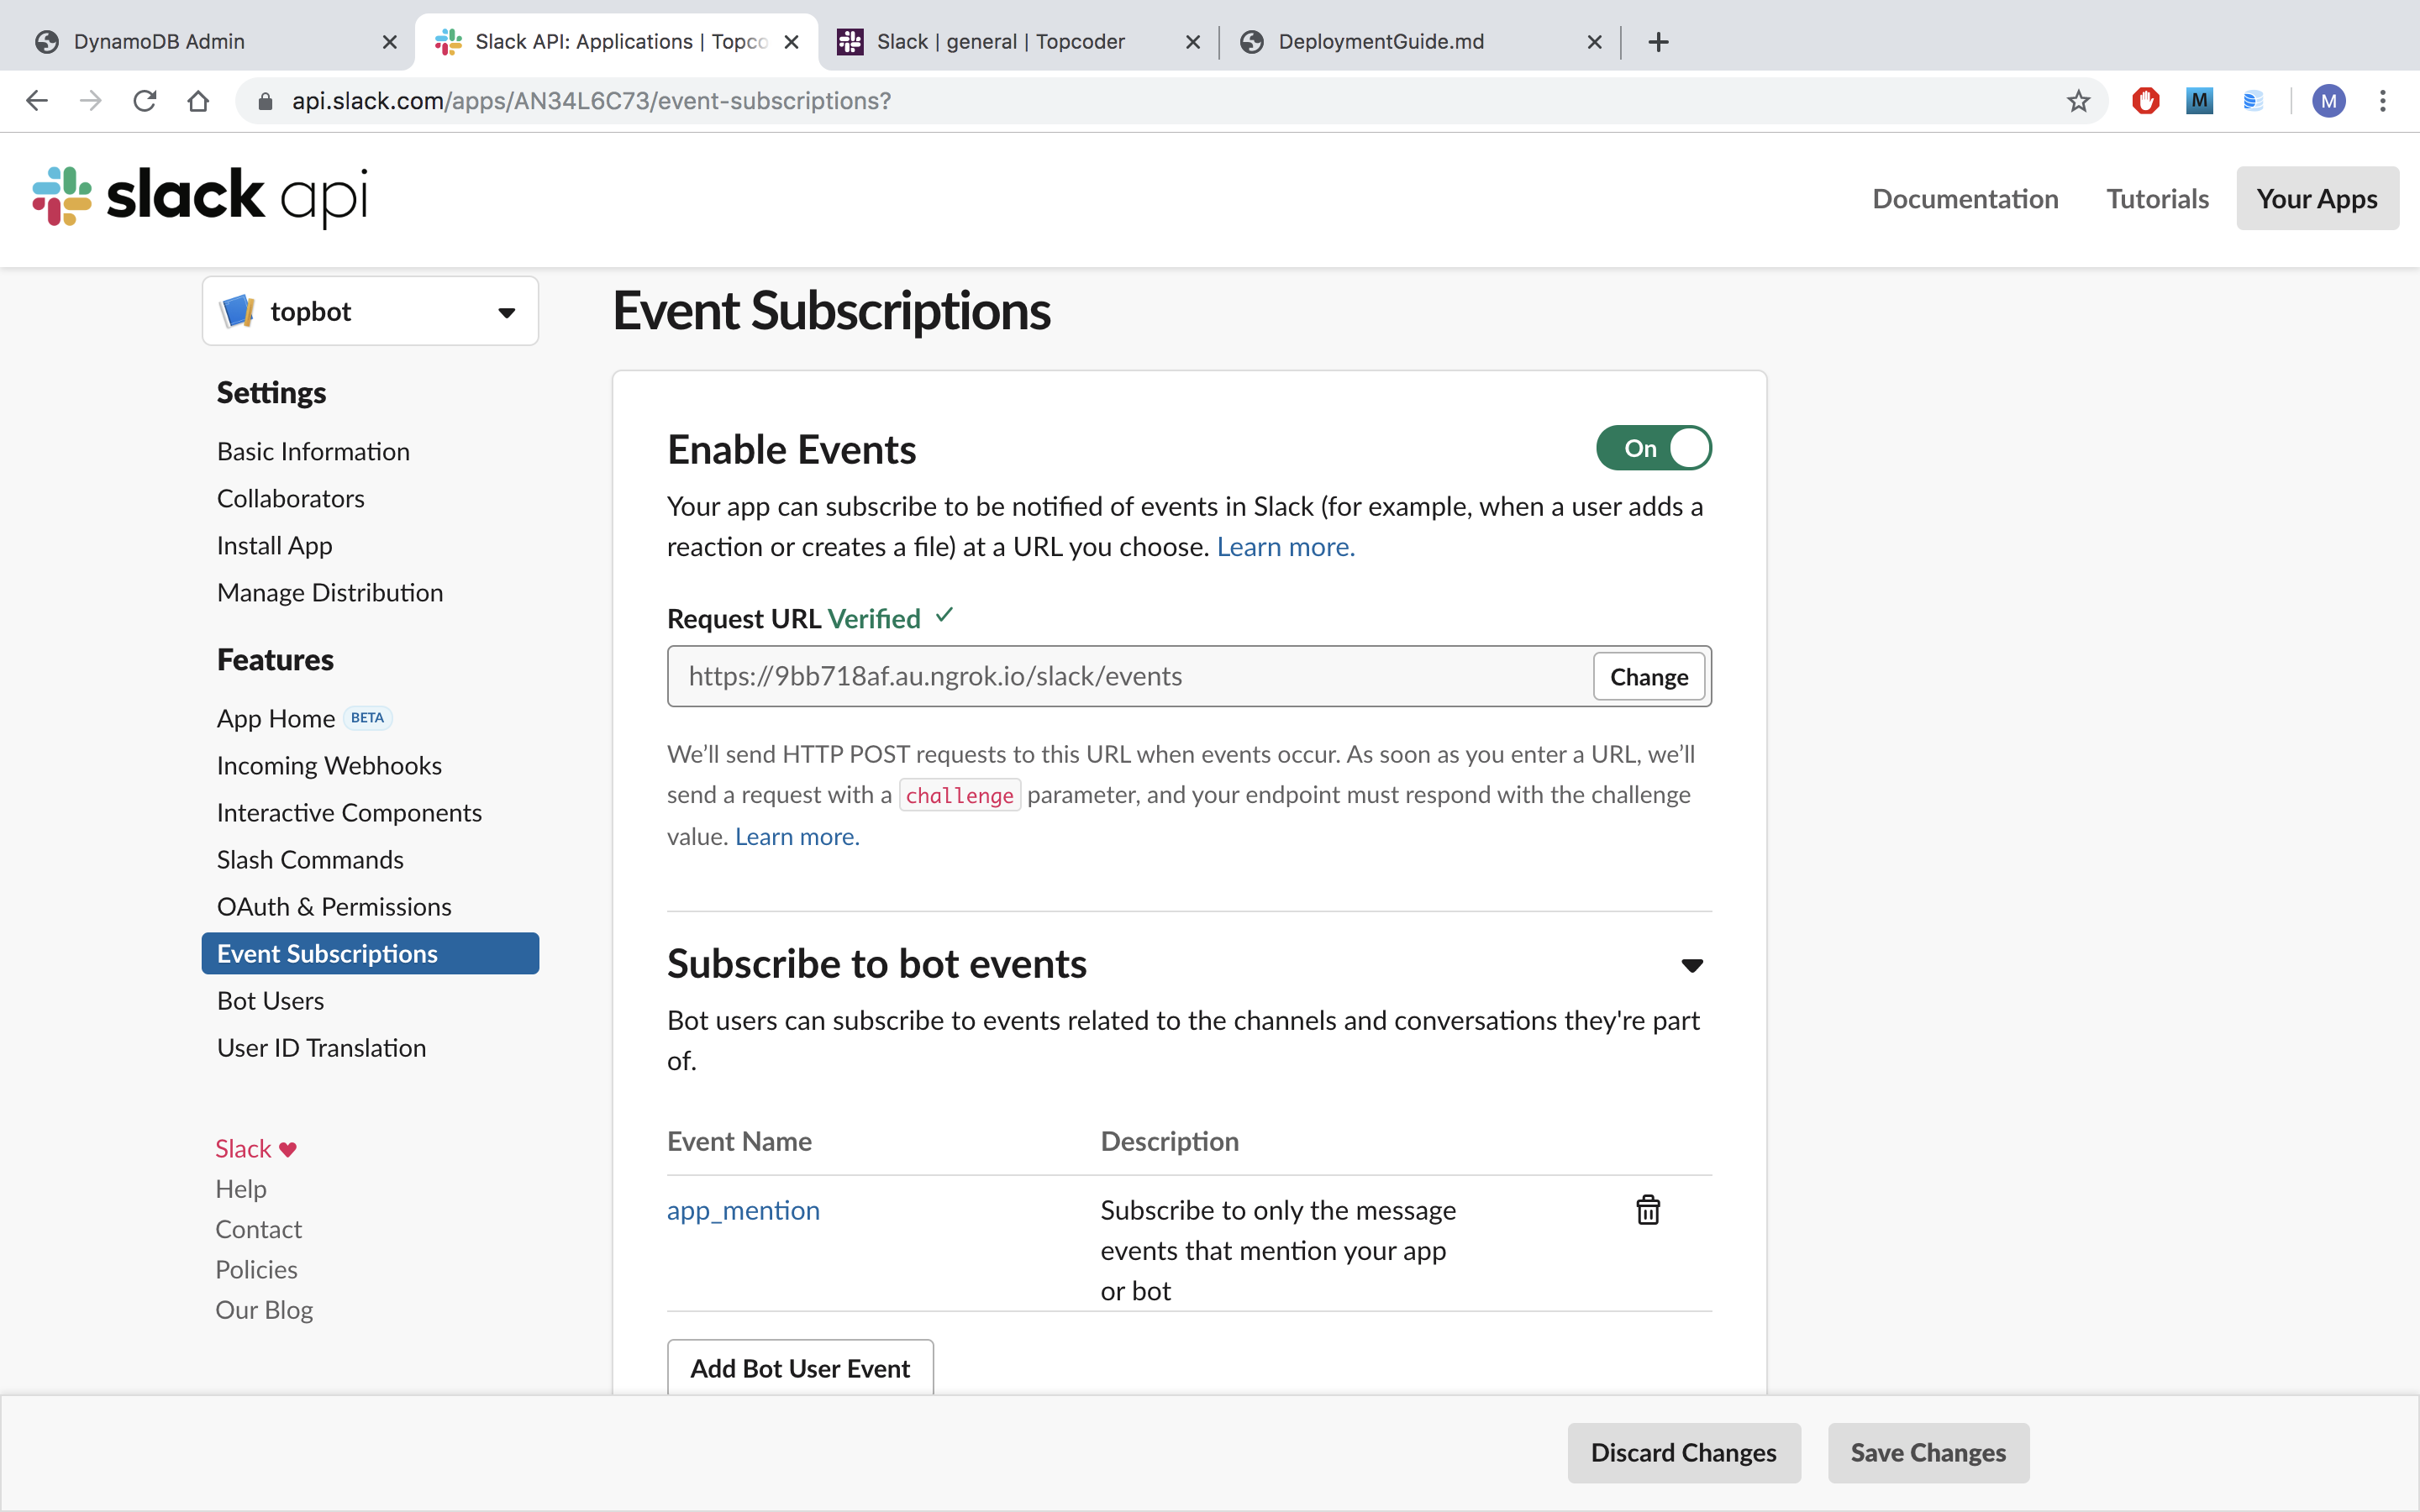 DynamoDB Admin
Slack API: Applications | Topco
Slack | general | Topcoder
DeploymentGuide.md
api.slack.com/apps/AN34L6C73/event-subscriptions?
M
M
slack api
Documentation
Tutorials
Your Apps
topbot
Settings
Basic Information
Collaborators
Install App
Manage Distribution
Features
App Home BETA
Incoming Webhooks
Interactive Components
Slash Commands
OAuth & Permissions
Event Subscriptions
Bot Users
User ID Translation
Slack ♥
Help
Contact
Policies
Our Blog
Event Subscriptions
Enable Events
On
Your app can subscribe to be notified of events in Slack (for example, when a user adds a
reaction or creates a file) at a URL you choose. Learn more.
Request URL Verified ✓
https://9bb718af.au.ngrok.io/slack/events
Change
We’ll send HTTP POST requests to this URL when events occur. As soon as you enter a URL, we’ll
send a request with a challenge parameter, and your endpoint must respond with the challenge
value. Learn more.
Subscribe to bot events
Bot users can subscribe to events related to the channels and conversations they're part
of.
Event Name
Description
app_mention
Subscribe to only the message
events that mention your app
or bot
Add Bot User Event
Discard Changes
Save Changes